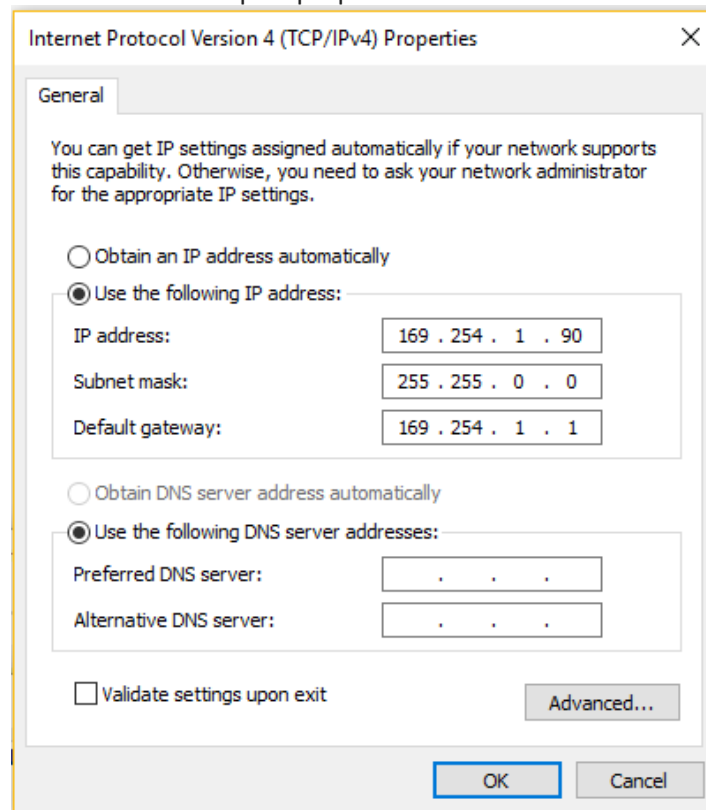 Internet Protocol Version 4 (TCP/IPv4) Properties
General
You can get IP settings assigned automatically if your network supports
this capability. Otherwise, you need to ask your network administrator
for the appropriate IP settings.
Obtain an IP address automatically
Use the following IP address:
IP address: 169 . 254 . 1 . 90
Subnet mask: 255 . 255 . 0 . 0
Default gateway: 169 . 254 . 1 . 1
Obtain DNS server address automatically
Use the following DNS server addresses:
Preferred DNS server: . . .
Alternative DNS server: . . .
Validate settings upon exit
Advanced...
OK Cancel